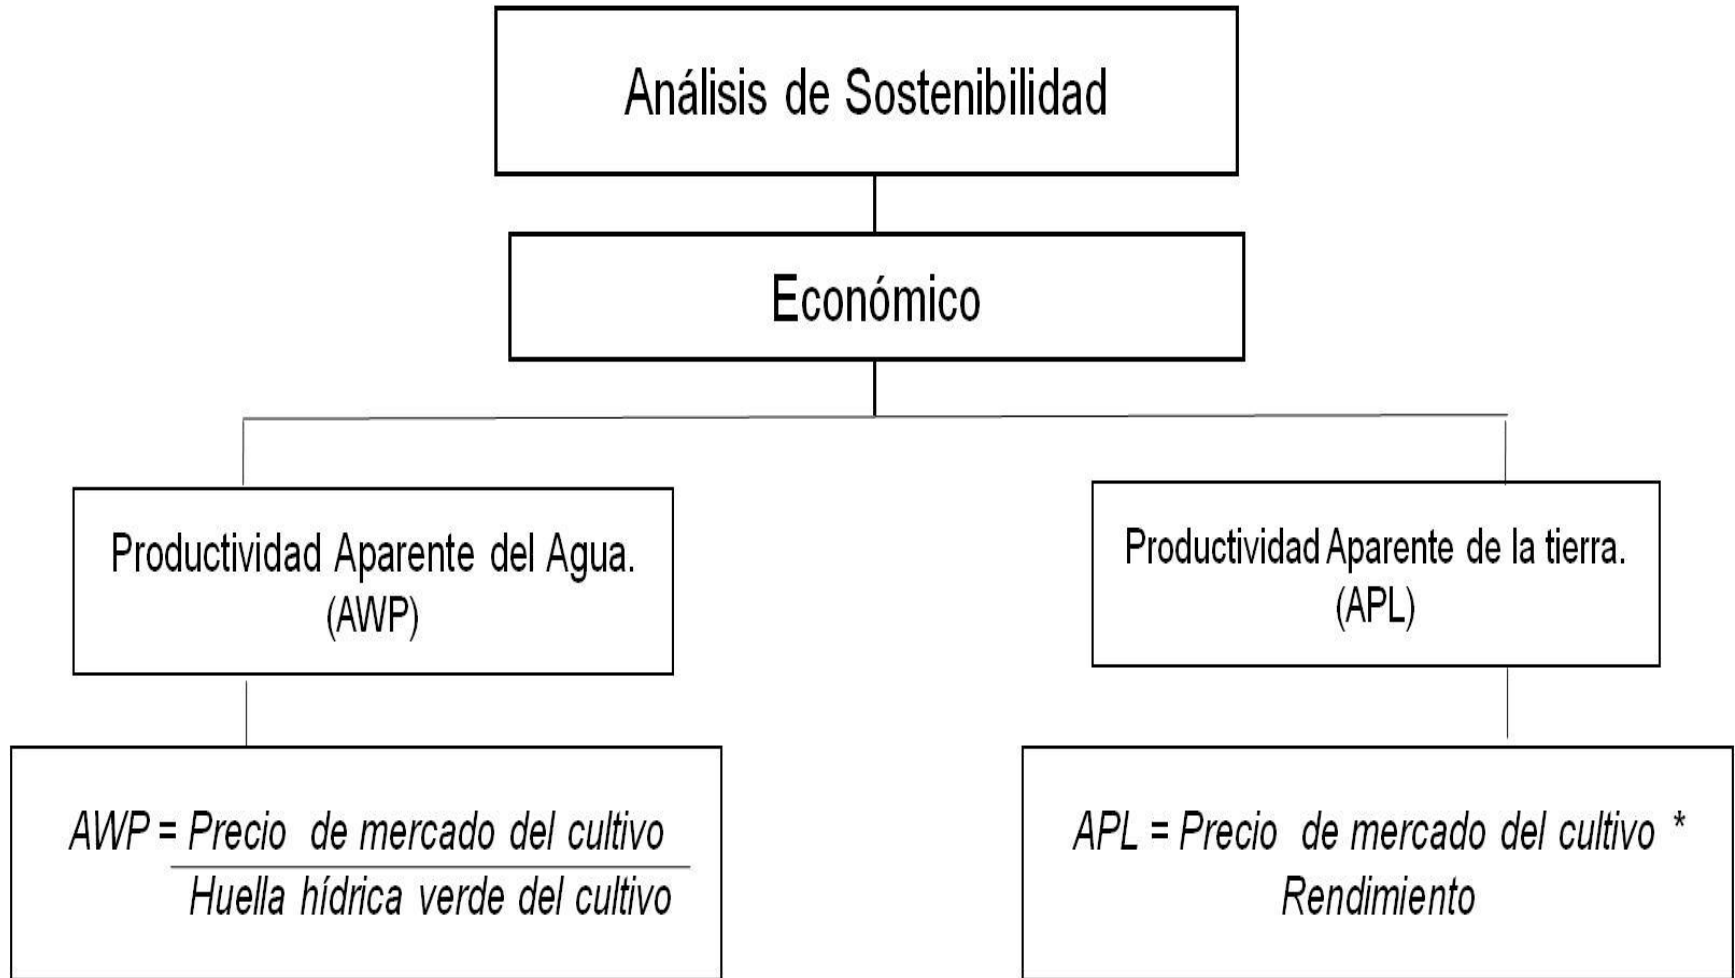 Análisis de Sostenibilidad
Económico
Productividad Aparente del Agua.
(AWP)
Productividad Aparente de la tierra.
(APL)
AWP = Precio de mercado del cultivo
Huella hídrica verde del cultivo
APL = Precio de mercado del cultivo *
Rendimiento